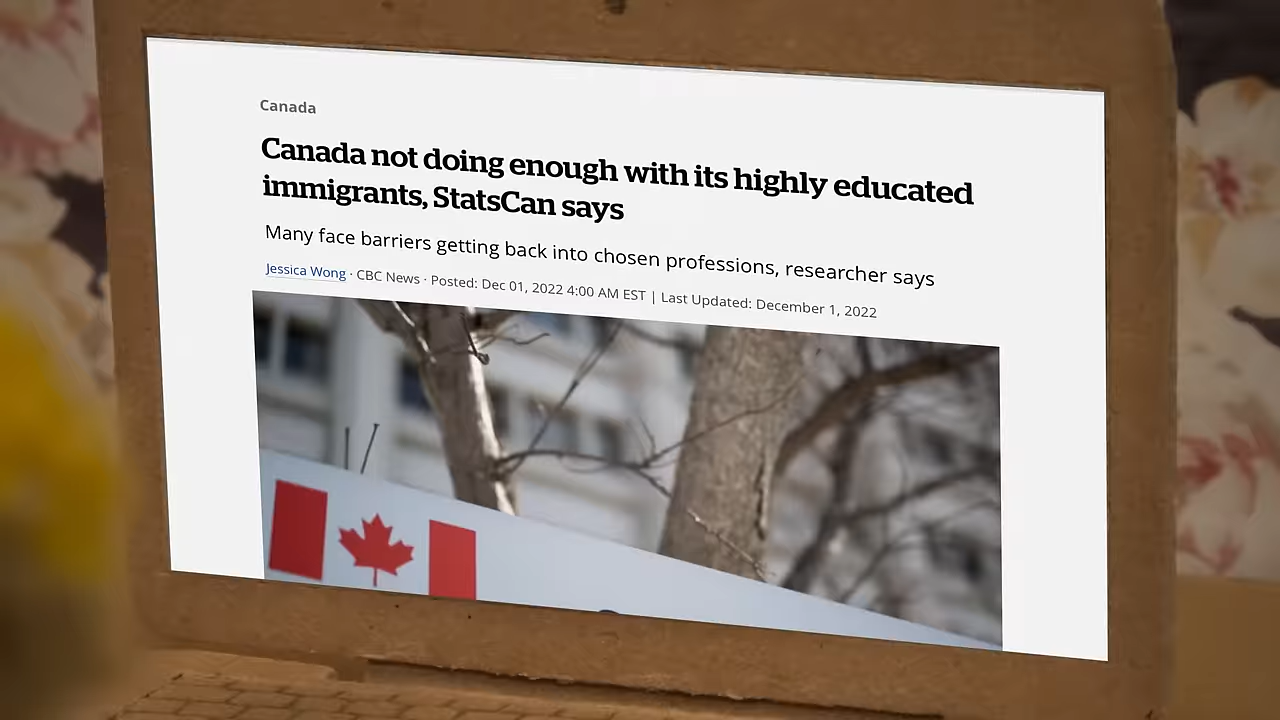 Canada
Canada not doing enough with its highly educated
immigrants, StatsCan says
Many face barriers getting back into chosen professions, researcher says
Jessica Wong · CBC News · Posted: Dec 01, 2022 4:00 AM EST | Last Updated: December 1, 2022